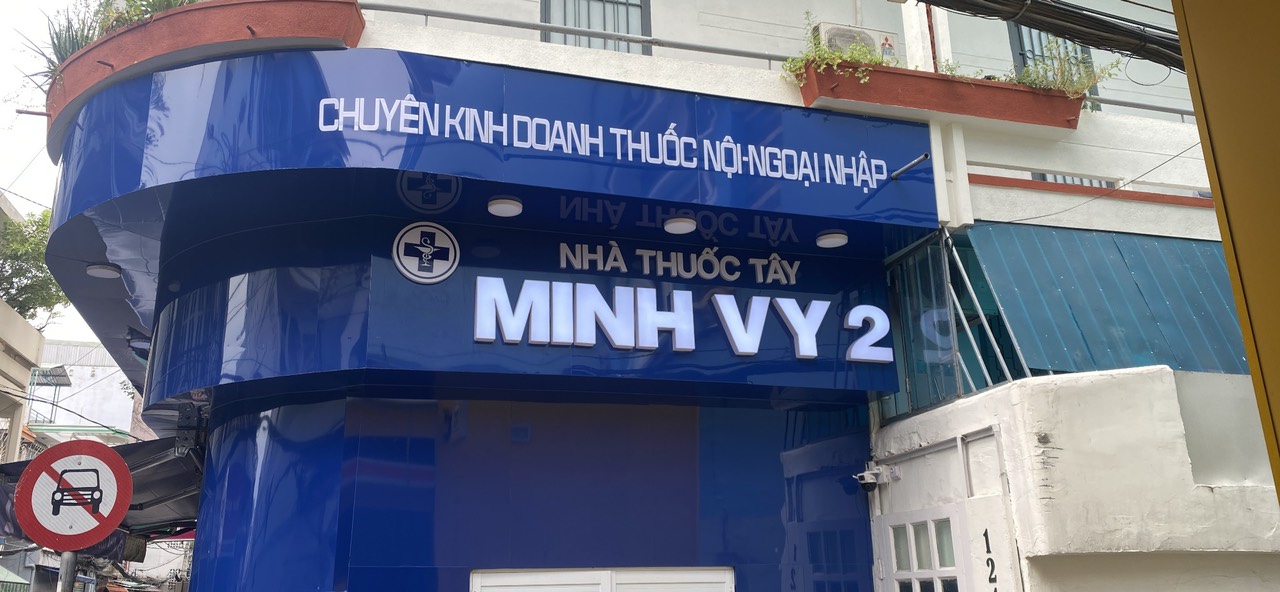 CHUYÊN KINH DOANH THUỐC NỘI-NGOẠI NHẬP
NHÀ THUỐC TÂY
MINH VY 2